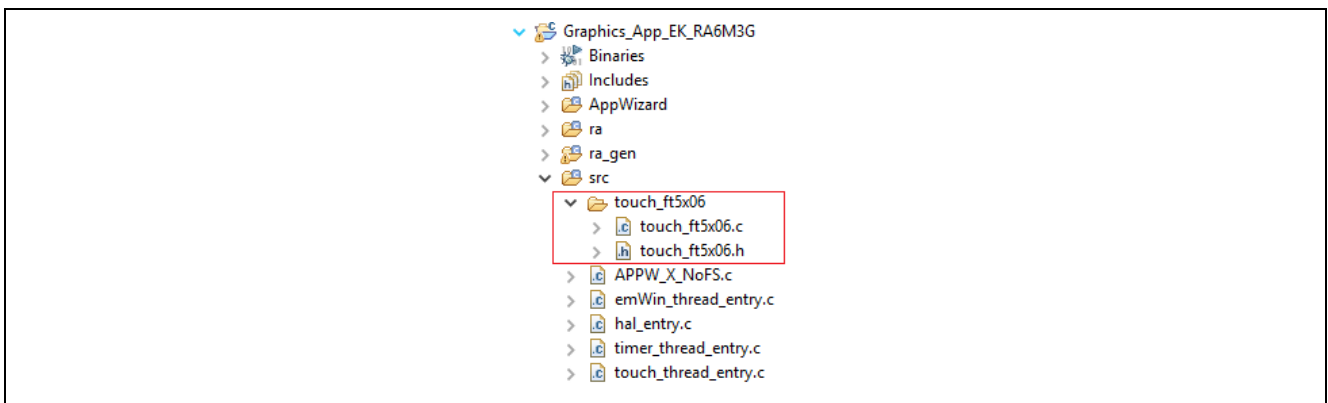 Graphics_App_EK_RA6M3G
Binaries
Includes
AppWizard
ra
ra_gen
src
touch_ft5x06
touch_ft5x06.c
touch_ft5x06.h
APPW_X_NoFS.c
emWin_thread_entry.c
hal_entry.c
timer_thread_entry.c
touch_thread_entry.c